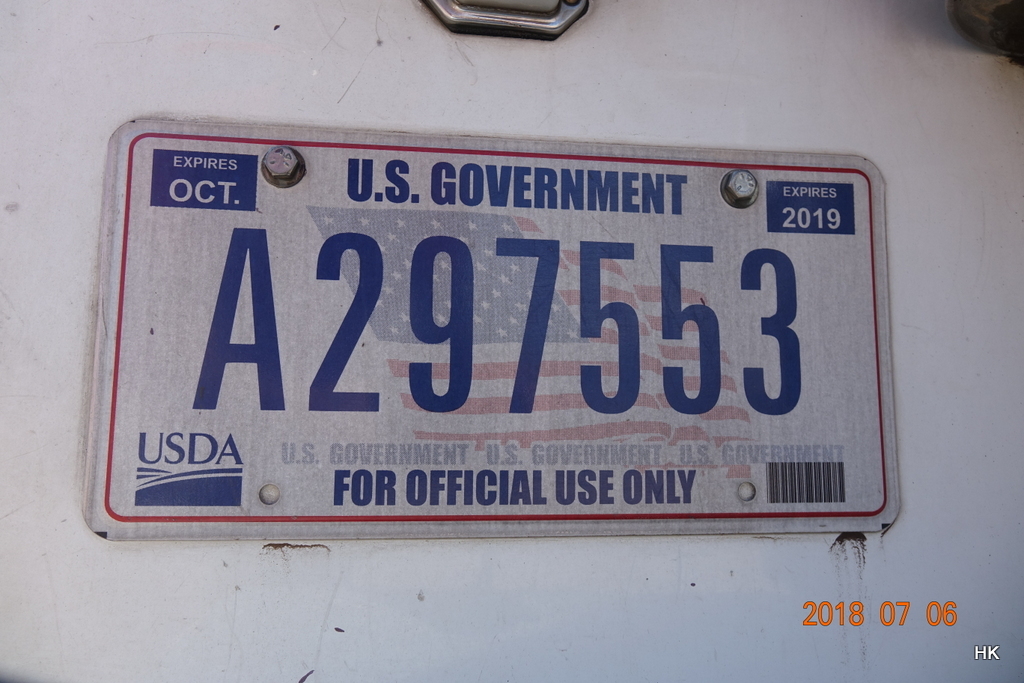 EXPIRES
OCT.
U.S. GOVERNMENT
EXPIRES
2019
A297553
USDA
U.S. GOVERNMENT U.S. GOVERNMENT U.S. GOVERNMENT
FOR OFFICIAL USE ONLY
2018 07 06
HK